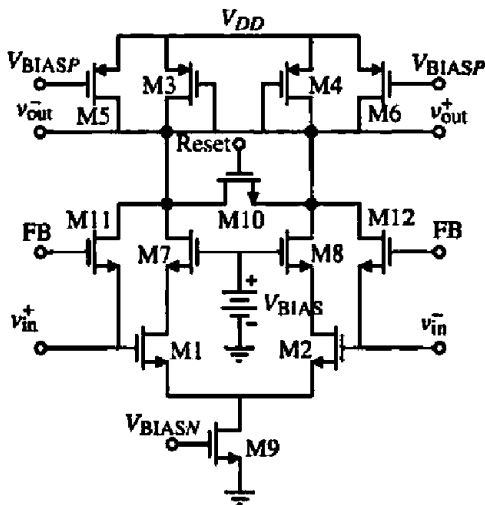 V_DD
V_BIASP
M3
M4
V_BIASP
v_out^-
M5
M6
v_out^+
Reset
M11
M10
M12
FB
M7
M8
FB
+
V_BIAS
-
v_in^+
M1
M2
v_in^-
V_BIASN
M9